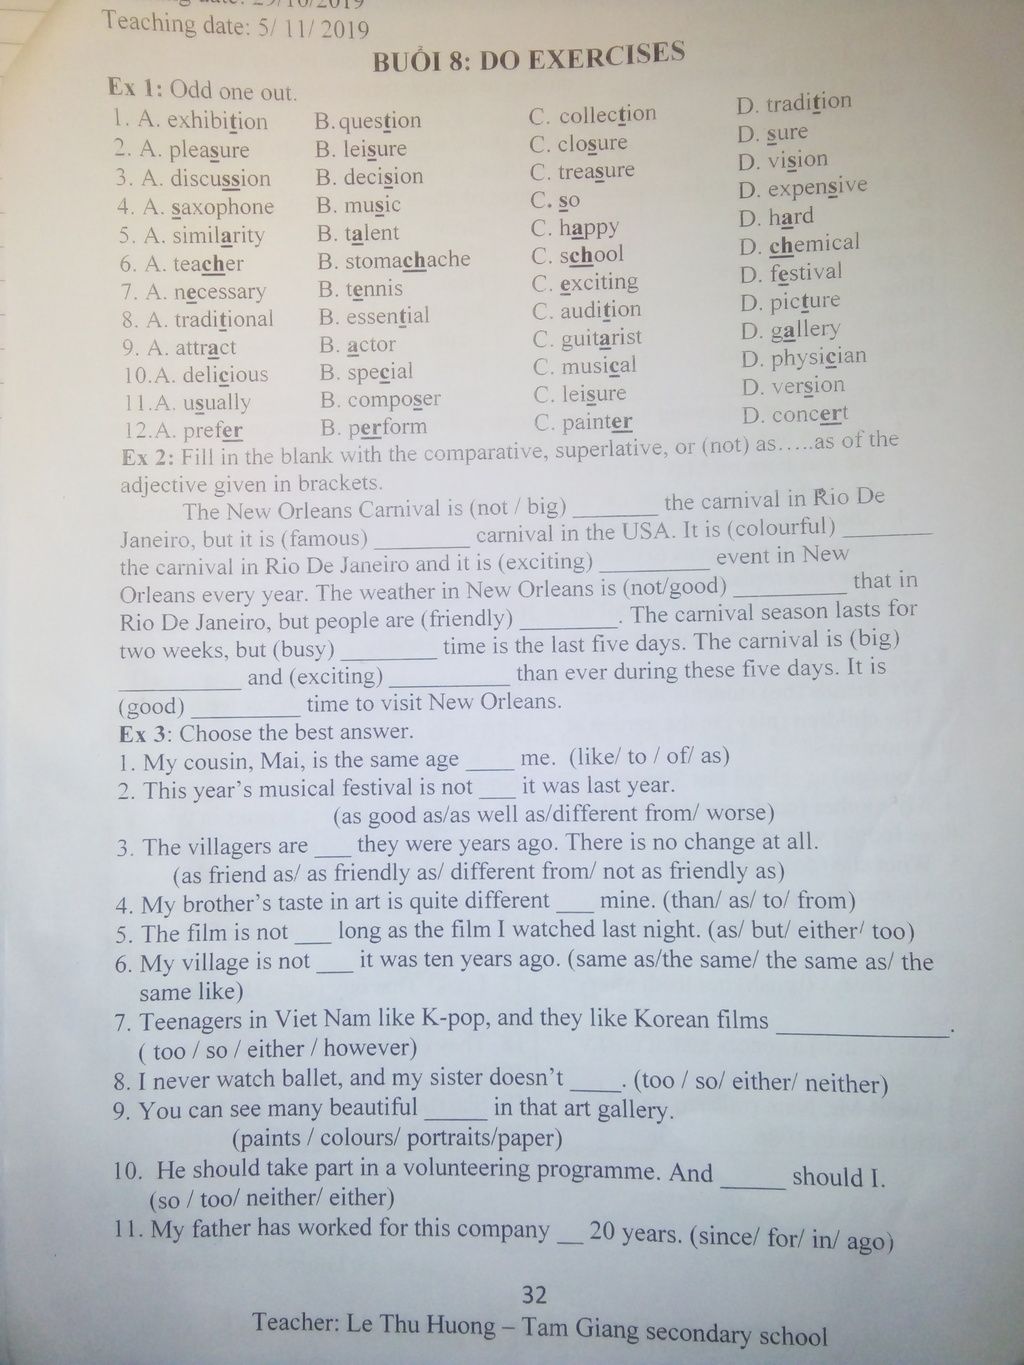 Teaching date: 5/ 11/ 2019
BUỔI 8: DO EXERCISES
Ex 1: Odd one out.
1. A. exhibition B. question C. collection D. tradition
2. A. pleasure B. leisure C. closure D. sure
3. A. discussion B. decision C. treasure D. vision
4. A. saxophone B. music C. so D. expensive
5. A. similarity B. talent C. happy D. hard
6. A. teacher B. stomachache C. school D. chemical
7. A. necessary B. tennis C. exciting D. festival
8. A. traditional B. essential C. audition D. picture
9. A. attract B. actor C. guitarist D. gallery
10.A. delicious B. special C. musical D. physician
11.A. usually B. composer C. leisure D. version
12.A. prefer B. perform C. painter D. concert
Ex 2: Fill in the blank with the comparative, superlative, or (not) as.....as of the
adjective given in brackets.
The New Orleans Carnival is (not / big) ________ the carnival in Rio De
Janeiro, but it is (famous) _________ carnival in the USA. It is (colourful) _________
the carnival in Rio De Janeiro and it is (exciting) __________ event in New
Orleans every year. The weather in New Orleans is (not/good) __________ that in
Rio De Janeiro, but people are (friendly) _________. The carnival season lasts for
two weeks, but (busy) _________ time is the last five days. The carnival is (big)
___________ and (exciting) ___________ than ever during these five days. It is
(good) __________ time to visit New Orleans.
Ex 3: Choose the best answer.
1. My cousin, Mai, is the same age ____ me. (like/ to / of/ as)
2. This year's musical festival is not ___ it was last year.
(as good as/as well as/different from/ worse)
3. The villagers are ___ they were years ago. There is no change at all.
(as friend as/ as friendly as/ different from/ not as friendly as)
4. My brother's taste in art is quite different ___ mine. (than/ as/ to/ from)
5. The film is not ___ long as the film I watched last night. (as/ but/ either/ too)
6. My village is not ___ it was ten years ago. (same as/the same/ the same as/ the
same like)
7. Teenagers in Viet Nam like K-pop, and they like Korean films ________________.
( too / so / either / however)
8. I never watch ballet, and my sister doesn't ____. (too / so/ either/ neither)
9. You can see many beautiful _____ in that art gallery.
(paints / colours/ portraits/paper)
10. He should take part in a volunteering programme. And _____ should I.
(so / too/ neither/ either)
11. My father has worked for this company __ 20 years. (since/ for/ in/ ago)
32
Teacher: Le Thu Huong – Tam Giang secondary school